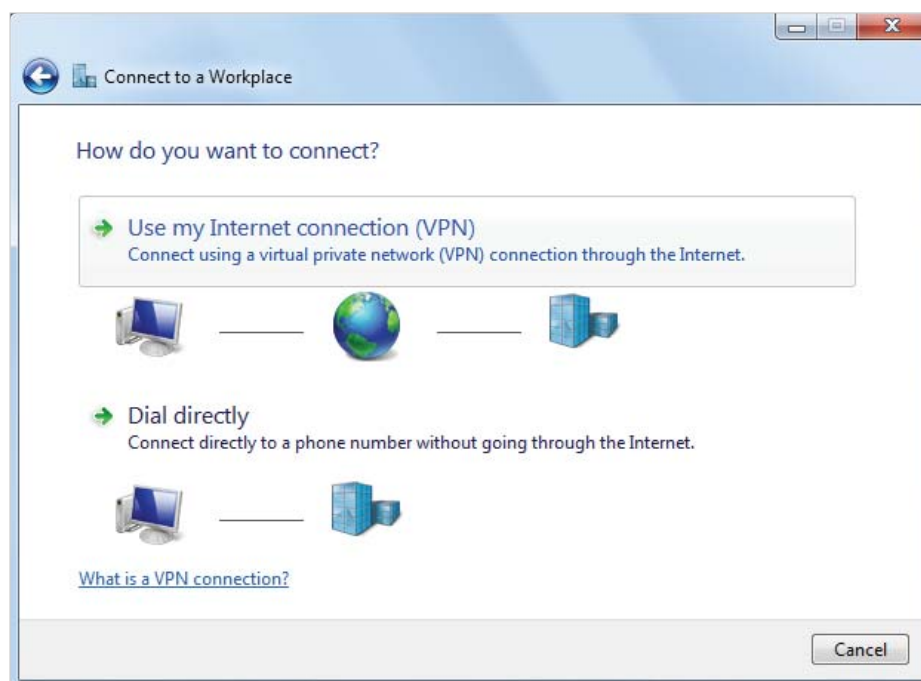 Connect to a Workplace
How do you want to connect?
Use my Internet connection (VPN)
Connect using a virtual private network (VPN) connection through the Internet.
Dial directly
Connect directly to a phone number without going through the Internet.
What is a VPN connection?
Cancel